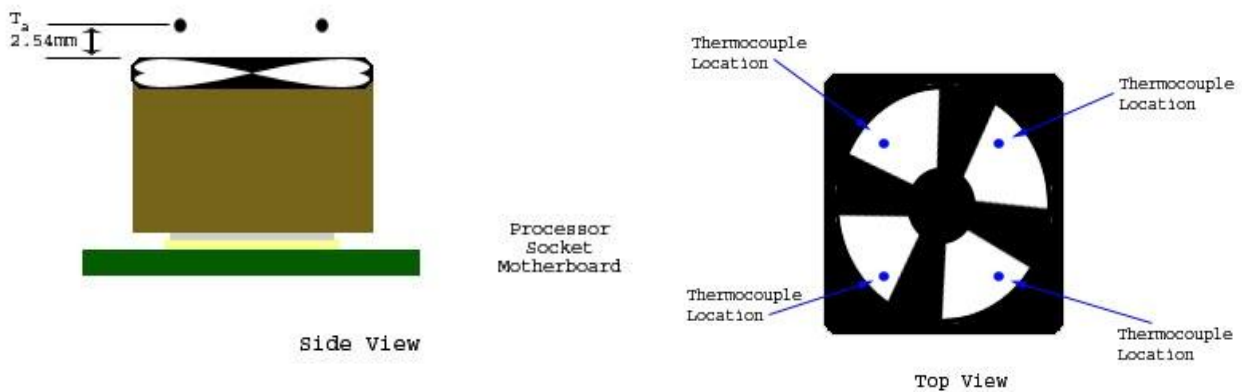 Ta
2.54mm
Processor
Socket
Motherboard
Side View
Thermocouple
Location
Thermocouple
Location
Thermocouple
Location
Thermocouple
Location
Top View